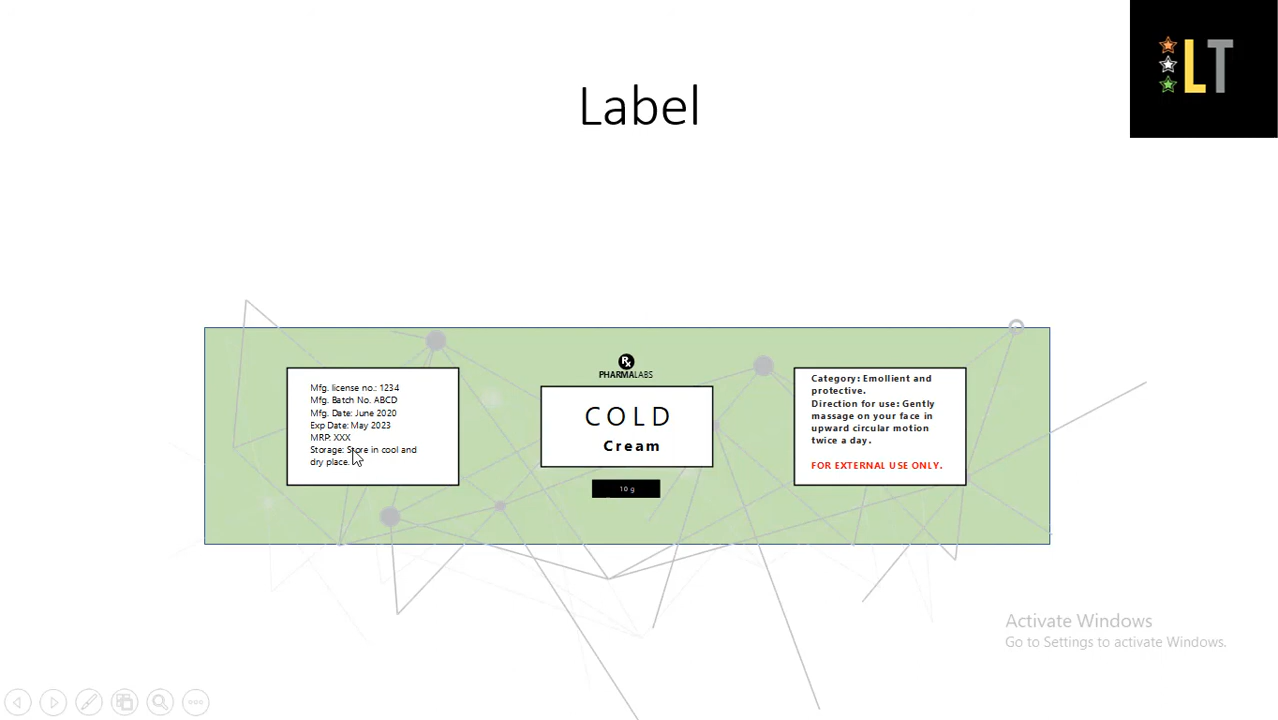 LT
Label
Mfg. license no.: 1234
Mfg. Batch No. ABCD
Mfg. Date: June 2020
Exp Date: May 2023
MRP: XXX
Storage: Store in cool and
dry place.
Rx
PHARMALABS
COLD
Cream
10 g
Category: Emollient and
protective.
Direction for use: Gently
massage on your face in
upward circular motion
twice a day.
FOR EXTERNAL USE ONLY.
Activate Windows
Go to Settings to activate Windows.